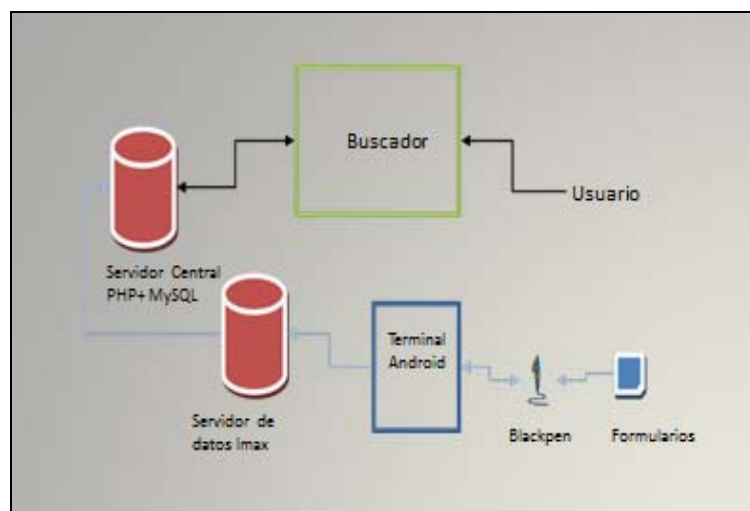 Buscador
Usuario
Servidor Central
PHP+ MySQL
Terminal
Android
Servidor de
datos Imax
Blackpen
Formularios